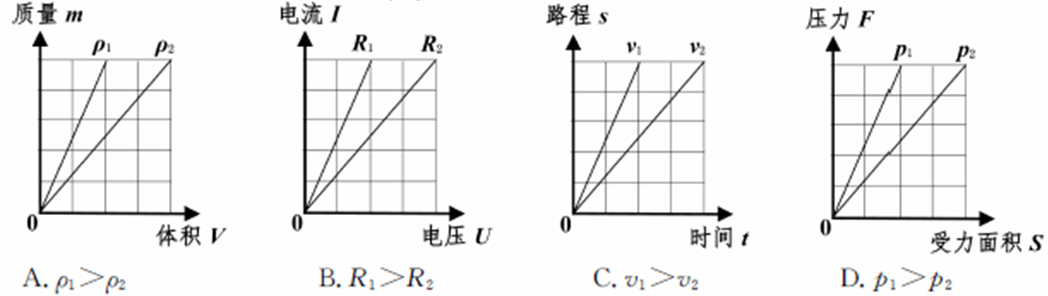 质量 m
ρ1 ρ2
0
体积 V
A. ρ1＞ρ2
电流 I
R1 R2
0
电压 U
B. R1＞R2
路程 s
v1 v2
0
时间 t
C. v1＞v2
压力 F
p1 p2
0
受力面积 S
D. p1＞p2